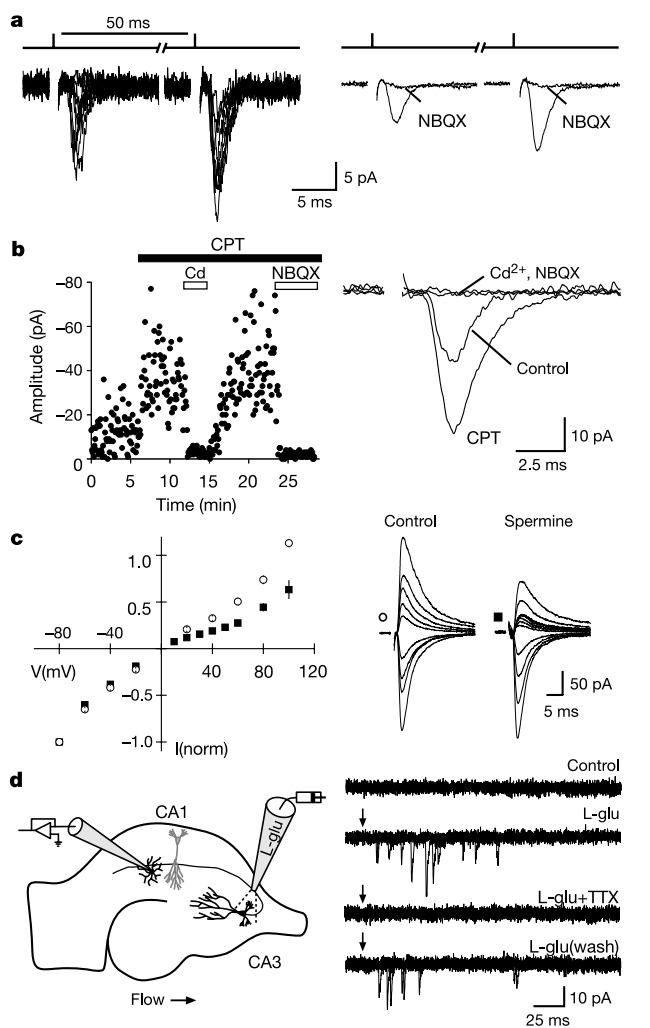 a
50 ms
NBQX
NBQX
5 pA
5 ms
b
CPT
Cd
NBQX
–80
–60
–40
–20
0
Amplitude (pA)
0 5 10 15 20 25
Time (min)
Cd2+, NBQX
Control
CPT
10 pA
2.5 ms
c
1.0
0.5
–80 –40
40 80 120
V(mV)
–0.5
–1.0
I(norm)
Control
Spermine
50 pA
5 ms
d
CA1
L-glu
CA3
Flow
Control
L-glu
L-glu+TTX
L-glu(wash)
10 pA
25 ms